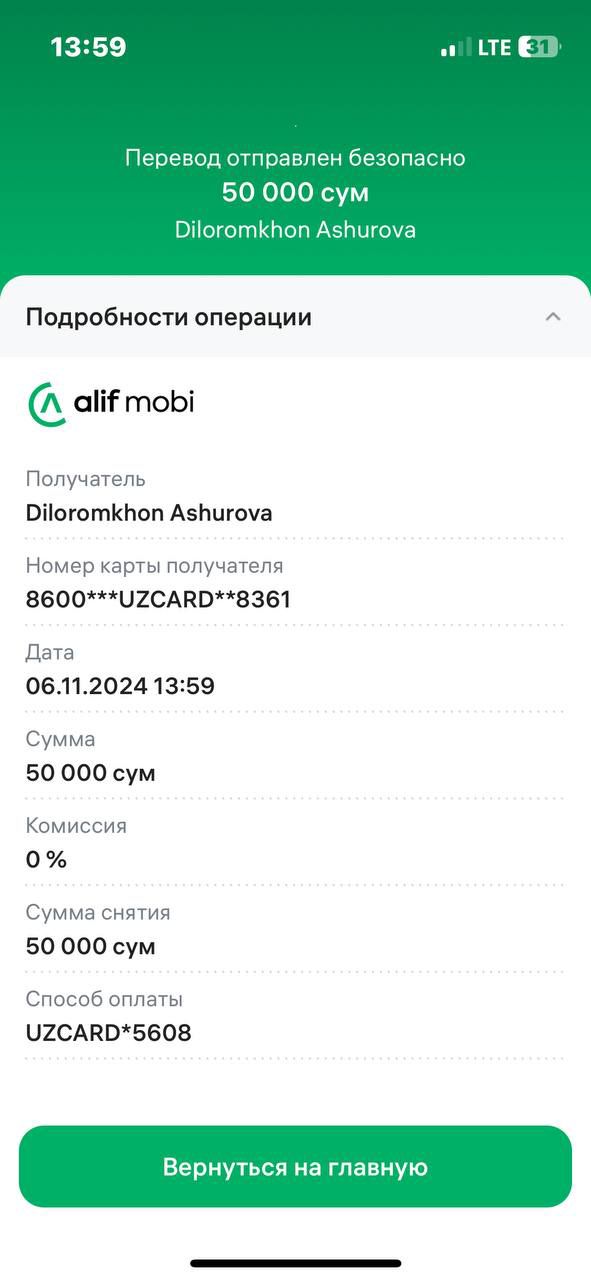 13:59
LTE 31
Перевод отправлен безопасно
50 000 сум
Diloromkhon Ashurova
Подробности операции
alif mobi
Получатель
Diloromkhon Ashurova
Номер карты получателя
8600***UZCARD**8361
Дата
06.11.2024 13:59
Сумма
50 000 сум
Комиссия
0 %
Сумма снятия
50 000 сум
Способ оплаты
UZCARD*5608
Вернуться на главную